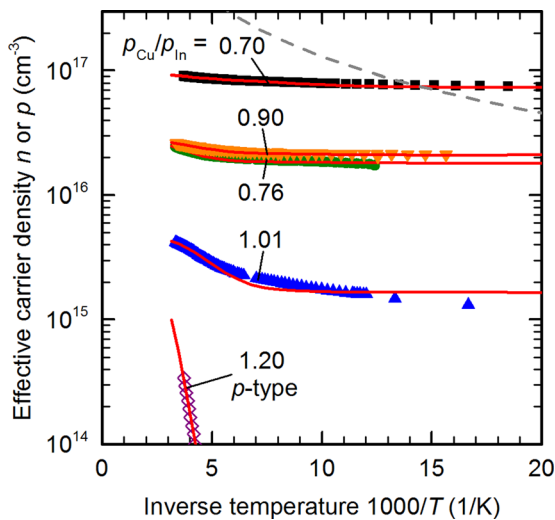 p_Cu/p_In = 0.70
10^17
0.90
10^16
0.76
1.01
10^15
1.20
p-type
10^14
0 5 10 15 20
Inverse temperature 1000/T (1/K)
Effective carrier density n or p (cm^-3)